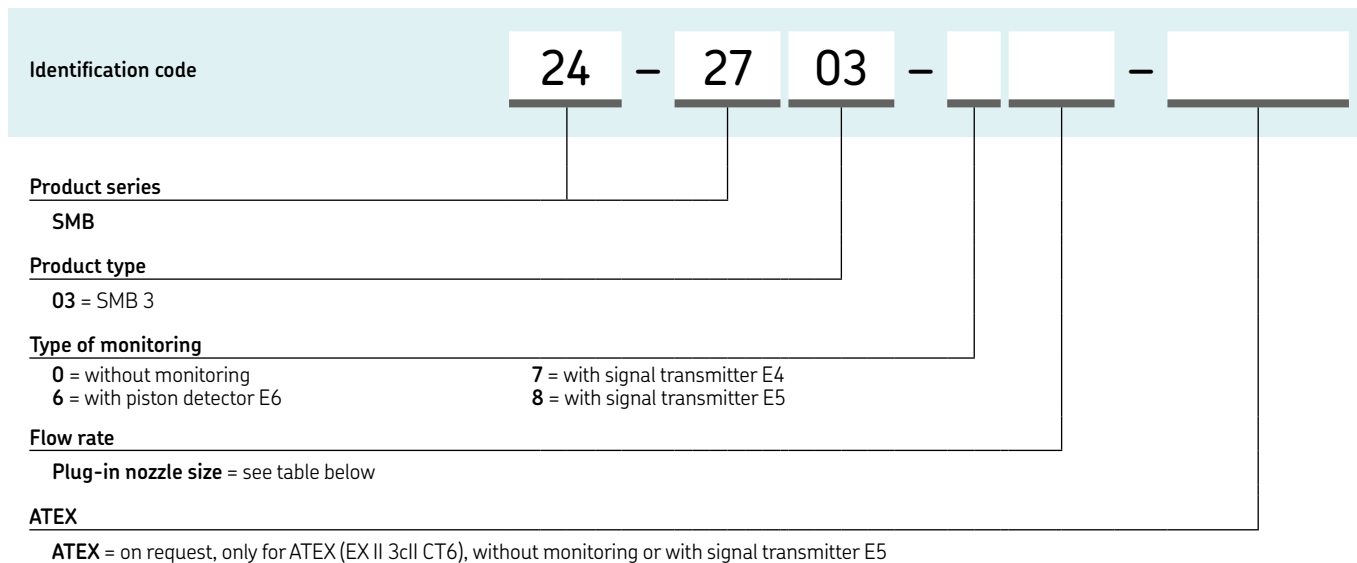 Identification code 24 – 27 03 – –
Product series
SMB
Product type
03 = SMB 3
Type of monitoring
0 = without monitoring 7 = with signal transmitter E4
6 = with piston detector E6 8 = with signal transmitter E5
Flow rate
Plug-in nozzle size = see table below
ATEX
ATEX = on request, only for ATEX (EX II 3cII CT6), without monitoring or with signal transmitter E5